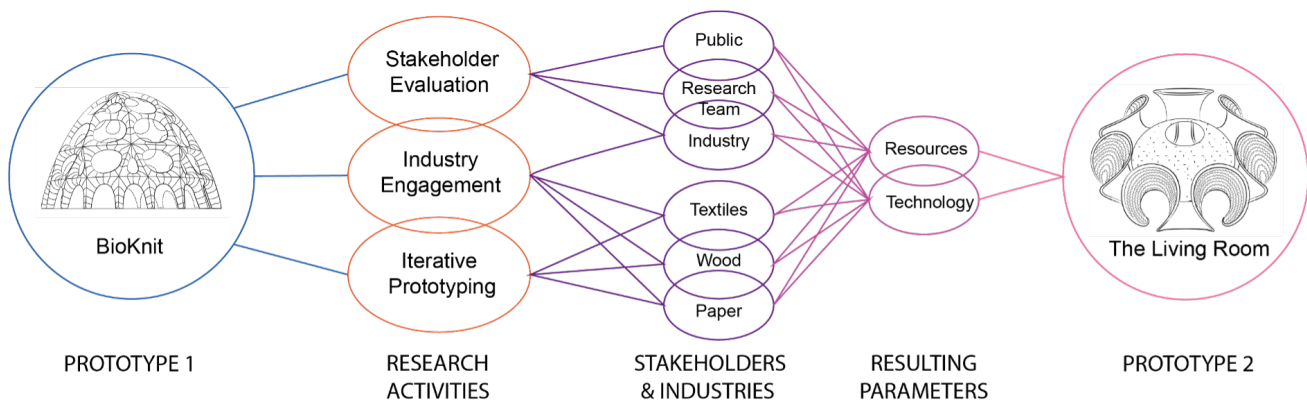 BioKnit
Stakeholder
Evaluation
Industry
Engagement
Iterative
Prototyping
Public
Research
Team
Industry
Textiles
Wood
Paper
Resources
Technology
The Living Room
PROTOTYPE 1
RESEARCH
ACTIVITIES
STAKEHOLDERS
& INDUSTRIES
RESULTING
PARAMETERS
PROTOTYPE 2